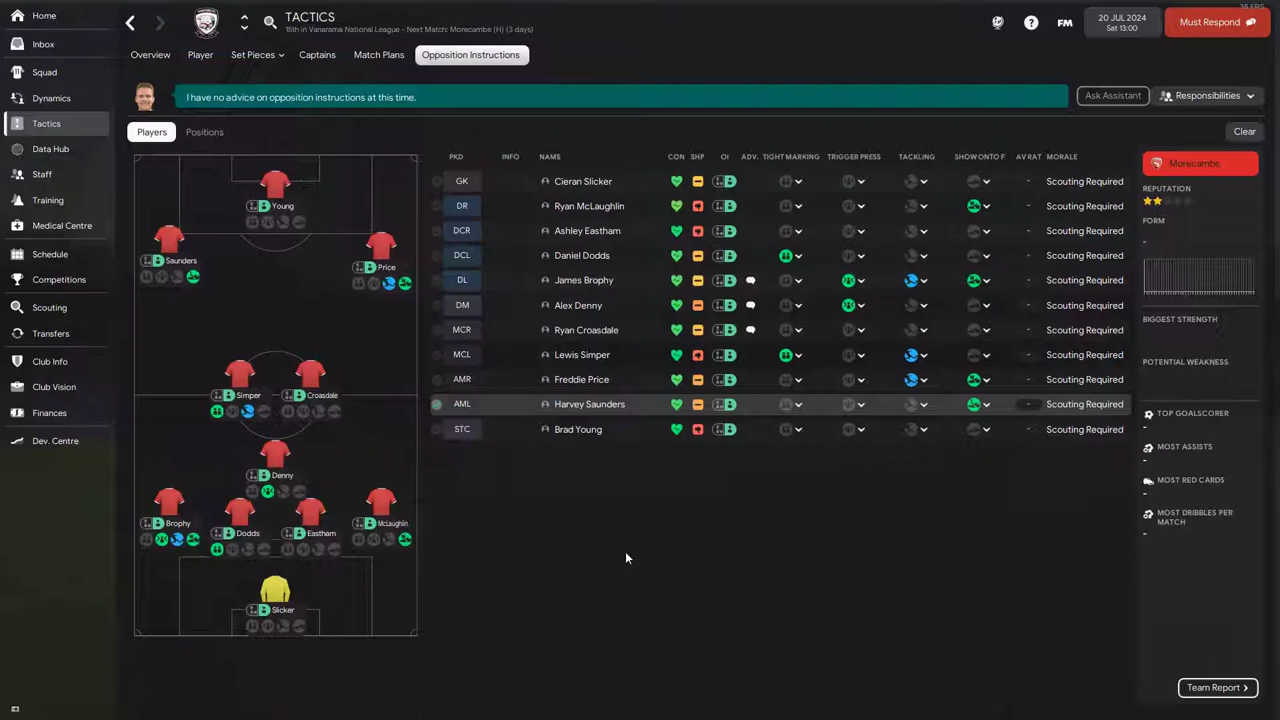 Home
Inbox
Squad
Dynamics
Tactics
Data Hub
Staff
Training
Medical Centre
Schedule
Competitions
Scouting
Transfers
Club Info
Club Vision
Finances
Dev. Centre
TACTICS
15th in Vanarama National League - Next Match: Morecambe (H) (3 days)
FM
20 JUL 2024
Sat 13:00
Must Respond
Overview Player Set Pieces Captains Match Plans Opposition Instructions
I have no advice on opposition instructions at this time.
Ask Assistant Responsibilities
Players Positions Clear
Young
Saunders
Price
Simper
Croasdale
Denny
Brophy
Dodds
Eastham
McLaughlin
Slicker
PKD INFO NAME CON SHP OI ADV. TIGHT MARKING TRIGGER PRESS TACKLING SHOW ONTO F AV RAT MORALE
GK Cieran Slicker - Scouting Required
DR Ryan McLaughlin - Scouting Required
DCR Ashley Eastham - Scouting Required
DCL Daniel Dodds - Scouting Required
DL James Brophy - Scouting Required
DM Alex Denny - Scouting Required
MCR Ryan Croasdale - Scouting Required
MCL Lewis Simper - Scouting Required
AMR Freddie Price - Scouting Required
AML Harvey Saunders Scouting Required
STC Brad Young - Scouting Required
Morecambe
REPUTATION
FORM
-
BIGGEST STRENGTH
POTENTIAL WEAKNESS
TOP GOALSCORER
-
MOST ASSISTS
-
MOST RED CARDS
-
MOST DRIBBLES PER
MATCH
-
Team Report